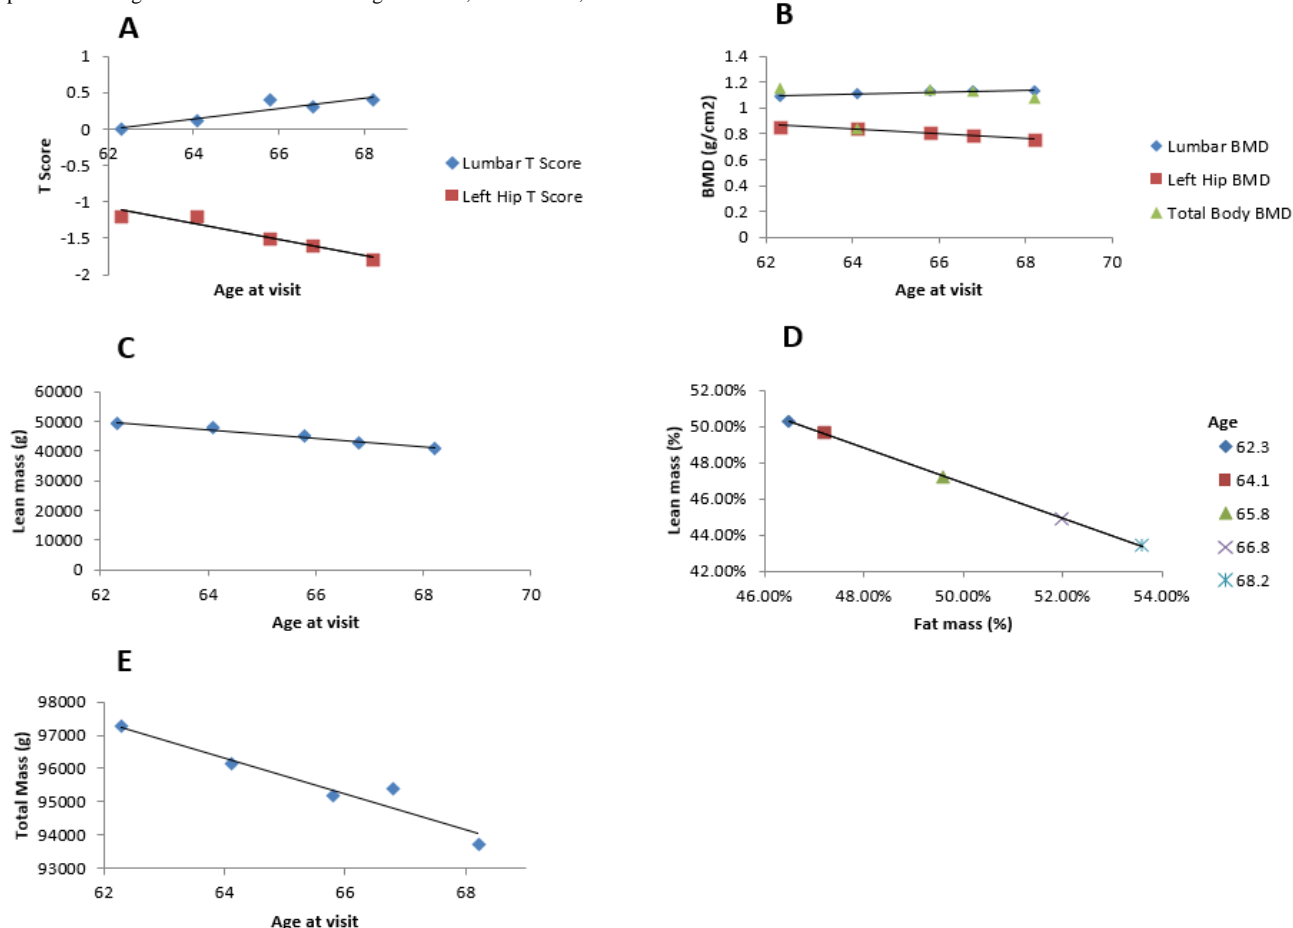 A
1
0.5
0
62
64
66
68
-0.5
-1
-1.5
-2
T Score
Age at visit
Lumbar T Score
Left Hip T Score
B
1.4
1.2
1
0.8
0.6
0.4
0.2
0
62
64
66
68
70
BMD (g/cm2)
Age at visit
Lumbar BMD
Left Hip BMD
Total Body BMD
C
60000
50000
40000
30000
20000
10000
0
62
64
66
68
70
Lean mass (g)
Age at visit
D
52.00%
50.00%
48.00%
46.00%
44.00%
42.00%
46.00%
48.00%
50.00%
52.00%
54.00%
Lean mass (%)
Fat mass (%)
Age
62.3
64.1
65.8
66.8
68.2
E
98000
97000
96000
95000
94000
93000
62
64
66
68
Total Mass (g)
Age at visit